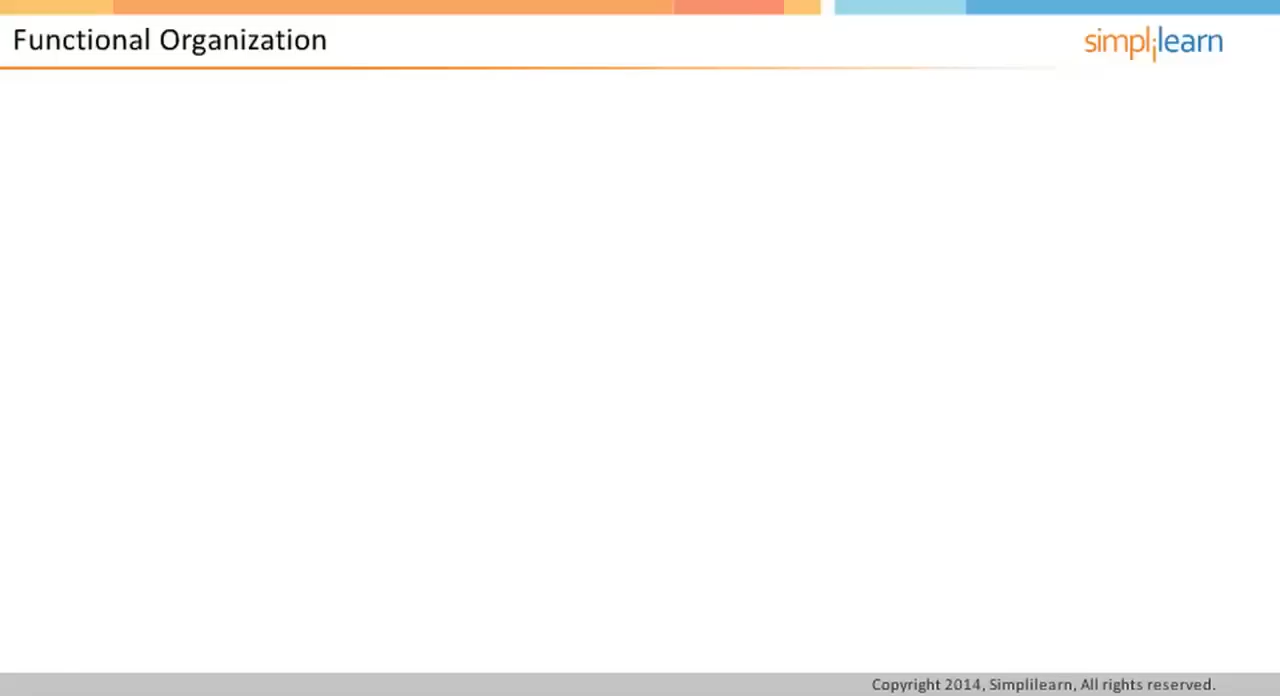 Functional Organization
simplilearn
Copyright 2014, Simplilearn, All rights reserved.